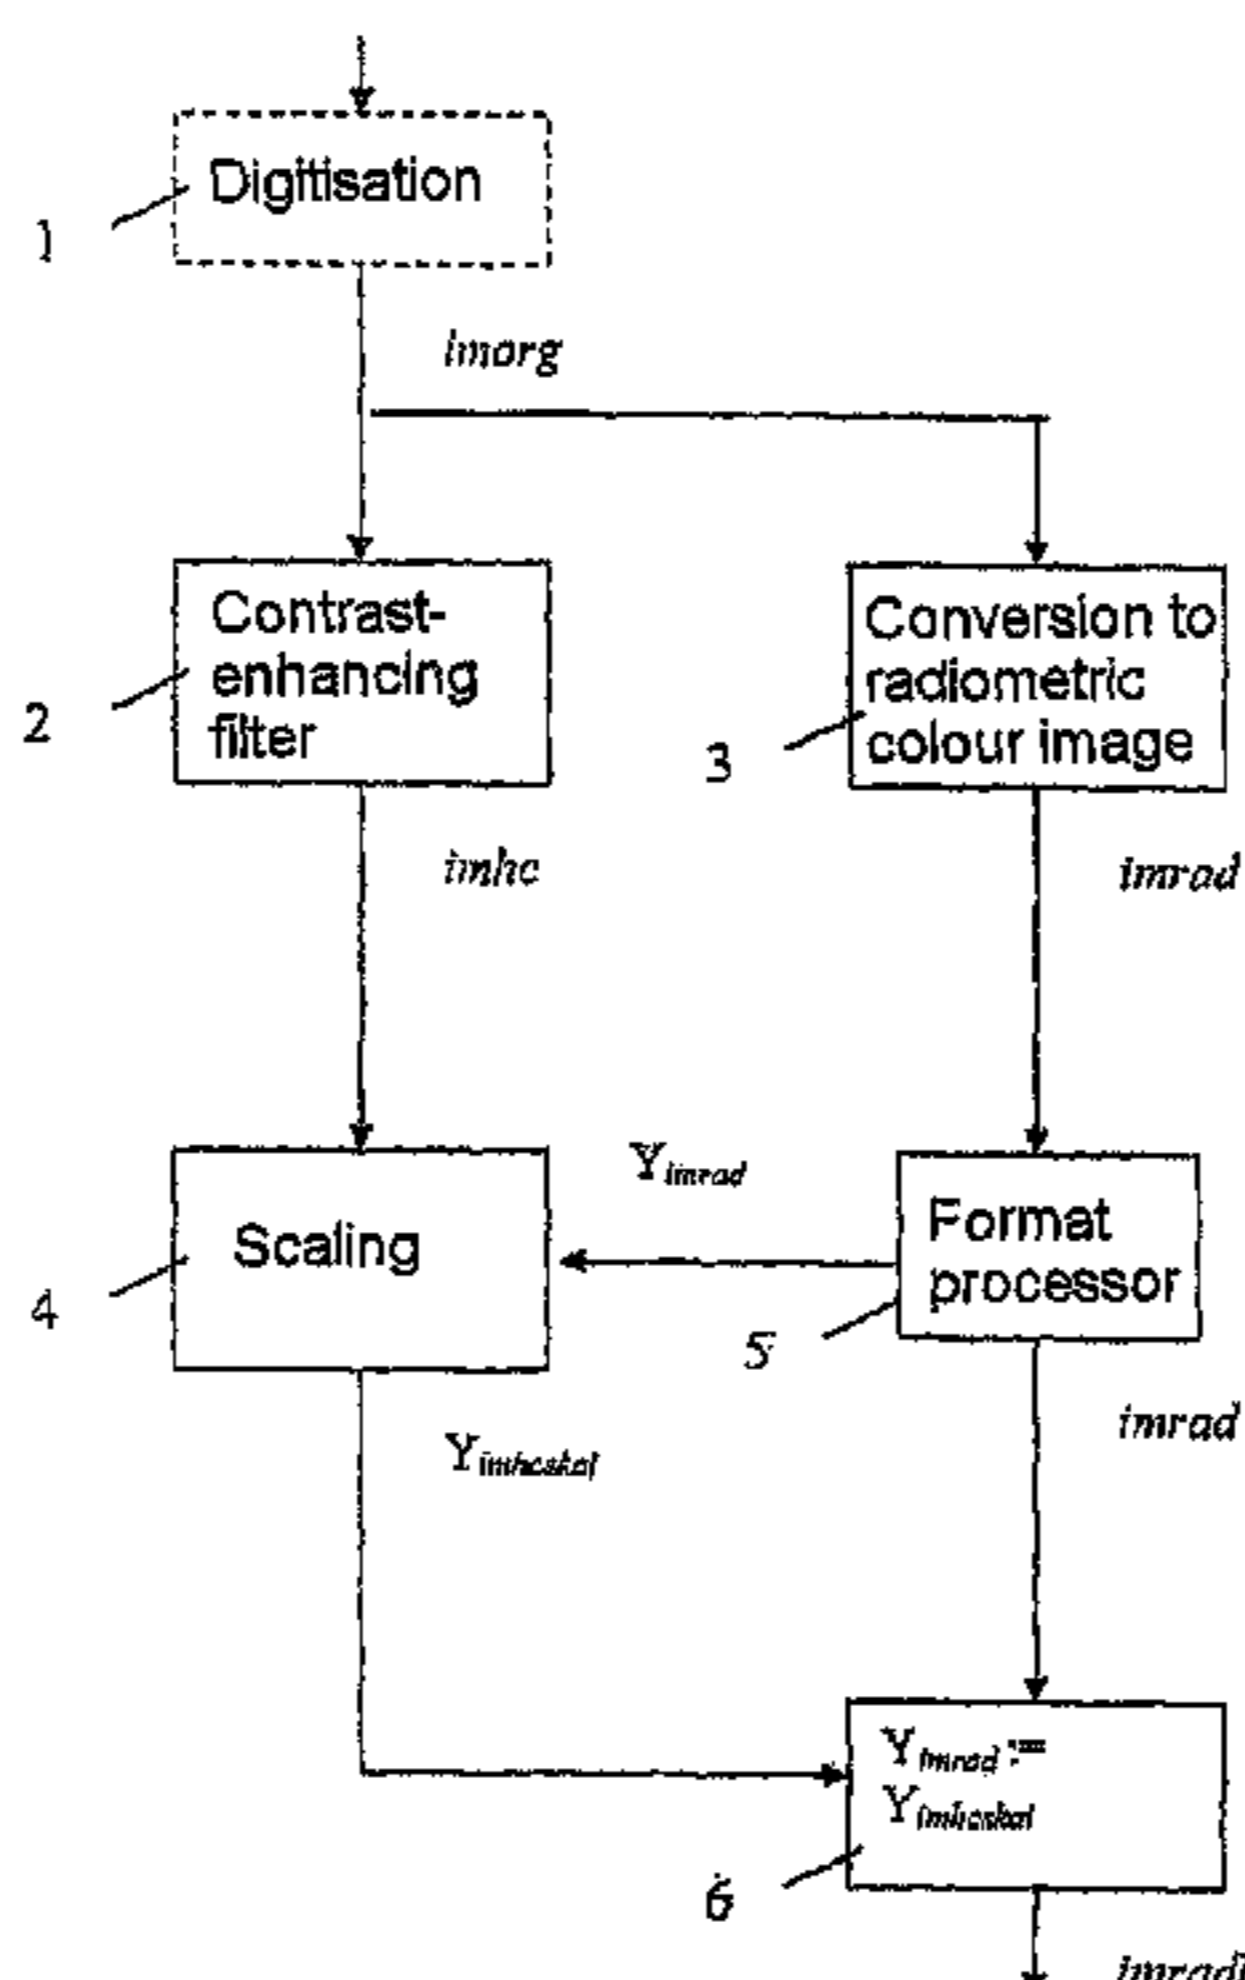 Digitisation
1
Imorg
Contrast-
enhancing
filter
2
Conversion to
radiometric
colour image
3
imhc
imrad
Yimrad
Scaling
4
Format
processor
5
Yimhcskal
imrad
Yimrad :=
Yimhcskal
6